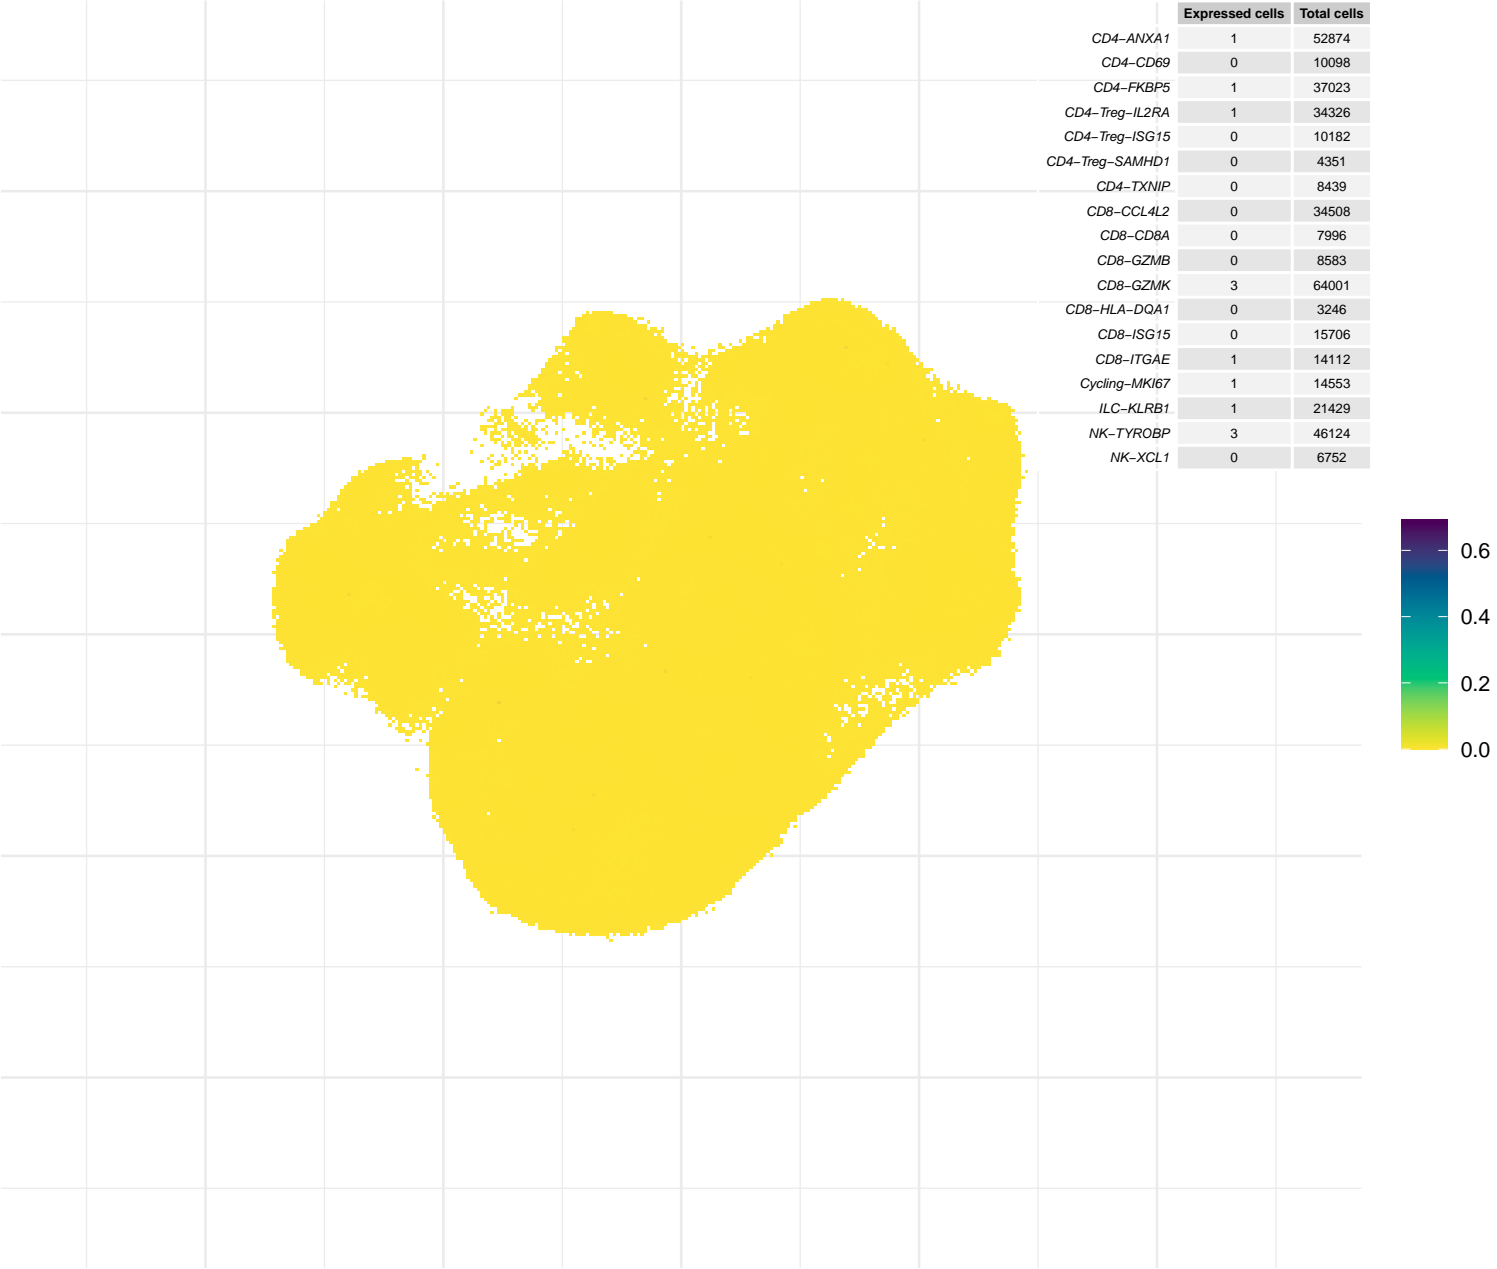 Expressed cells Total cells
CD4−ANXA1 1 52874
CD4−CD69 0 10098
CD4−FKBP5 1 37023
CD4−Treg−IL2RA 1 34326
CD4−Treg−ISG15 0 10182
CD4−Treg−SAMHD1 0 4351
CD4−TXNIP 0 8439
CD8−CCL4L2 0 34508
CD8−CD8A 0 7996
CD8−GZMB 0 8583
CD8−GZMK 3 64001
CD8−HLA−DQA1 0 3246
CD8−ISG15 0 15706
CD8−ITGAE 1 14112
Cycling−MKI67 1 14553
ILC−KLRB1 1 21429
NK−TYROBP 3 46124
NK−XCL1 0 6752
0.6
0.4
0.2
0.0